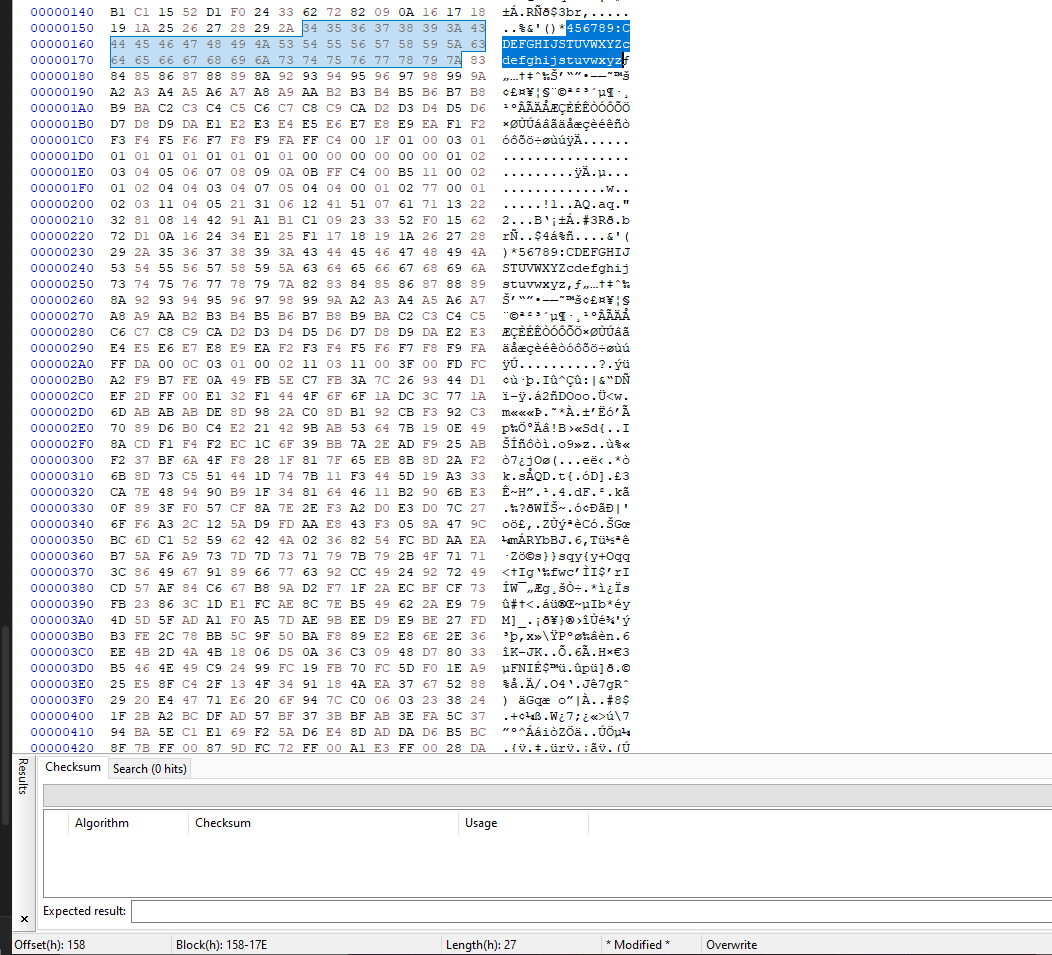 00000140 B1 C1 15 52 D1 F0 24 33 62 72 82 09 0A 16 17 18 ±Á.RÑð$3br‚.....
00000150 19 1A 25 26 27 28 29 2A 34 35 36 37 38 39 3A 43 ..%&'()*456789:C
00000160 44 45 46 47 48 49 4A 53 54 55 56 57 58 59 5A 63 DEFGHIJSTUVWXYZc
00000170 64 65 66 67 68 69 6A 73 74 75 76 77 78 79 7A 83 defghijstuvwxyzƒ
00000180 84 85 86 87 88 89 8A 92 93 94 95 96 97 98 99 9A „…†‡ˆ‰Š’“”•–—˜™š
00000190 A2 A3 A4 A5 A6 A7 A8 A9 AA B2 B3 B4 B5 B6 B7 B8 ¢£¤¥¦§¨©ª²³´µ¶·¸
000001A0 B9 BA C2 C3 C4 C5 C6 C7 C8 C9 CA D2 D3 D4 D5 D6 ¹ºÂÃÄÅÆÇÈÉÊÒÓÔÕÖ
000001B0 D7 D8 D9 DA E1 E2 E3 E4 E5 E6 E7 E8 E9 EA F1 F2 ×ØÙÚáâãäåæçèéêñò
000001C0 F3 F4 F5 F6 F7 F8 F9 FA FF C4 00 1F 01 00 03 01 óôõö÷øùúÿÄ......
000001D0 01 01 01 01 01 01 01 01 00 00 00 00 00 00 01 02 ................
000001E0 03 04 05 06 07 08 09 0A 0B FF C4 00 B5 11 00 02 .........ÿÄ.µ...
000001F0 01 02 04 04 03 04 07 05 04 04 00 01 02 77 00 01 .............w..
00000200 02 03 11 04 05 21 31 06 12 41 51 07 61 71 13 22 .....!1..AQ.aq."
00000210 32 81 08 14 42 91 A1 B1 C1 09 23 33 52 F0 15 62 2...B‘¡±Á.#3Rð.b
00000220 72 D1 0A 16 24 34 E1 25 F1 17 18 19 1A 26 27 28 rÑ..$4á%ñ....&'(
00000230 29 2A 35 36 37 38 39 3A 43 44 45 46 47 48 49 4A )*56789:CDEFGHIJ
00000240 53 54 55 56 57 58 59 5A 63 64 65 66 67 68 69 6A STUVWXYZcdefghij
00000250 73 74 75 76 77 78 79 7A 82 83 84 85 86 87 88 89 stuvwxyz‚ƒ„…†‡ˆ‰
00000260 8A 92 93 94 95 96 97 98 99 9A A2 A3 A4 A5 A6 A7 Š’“”•–—˜™š¢£¤¥¦§
00000270 A8 A9 AA B2 B3 B4 B5 B6 B7 B8 B9 BA C2 C3 C4 C5 ¨©ª²³´µ¶·¸¹ºÂÃÄÅ
00000280 C6 C7 C8 C9 CA D2 D3 D4 D5 D6 D7 D8 D9 DA E2 E3 ÆÇÈÉÊÒÓÔÕÖ×ØÙÚâã
00000290 E4 E5 E6 E7 E8 E9 EA F2 F3 F4 F5 F6 F7 F8 F9 FA äåæçèéêòóôõö÷øùú
000002A0 FF DA 00 0C 03 01 00 02 11 03 11 00 3F 00 FD FC ÿÚ..........?.ýü
000002B0 A2 F9 B7 FE 0A 49 FB 5E C7 FB 3A 7C 26 93 44 D1 ¢ù·þ.Iû^Çû:|&“DÑ
000002C0 EF 2D FF 00 E1 32 F1 44 4F 6F 6F 1A DC 3C 77 1A ï-ÿ.á2ñDOoo.Ü<w.
000002D0 6D AB AB AB DE 8D 98 2A C0 8D B1 92 CB F3 92 C3 m«««Þ.˜*À.±’Ëó’Ã
000002E0 70 89 D6 B0 C4 E2 21 42 9B AB 53 64 7B 19 0E 49 p‰Ö°Äâ!B›«Sd{..I
000002F0 8A CD F1 F4 F2 EC 1C 6F 39 BB 7A 2E AD F9 25 AB ŠÍñôòì.o9»z..ù%«
00000300 F2 37 BF 6A 4F F8 28 1F 81 7F 65 EB 8B 8D 2A F2 ò7¿jOø(...eë‹.*ò
00000310 6B 8D 73 C5 51 44 1D 74 7B 11 F3 44 5D 19 A3 33 k.sÅQD.t{.óD].£3
00000320 CA 7E 48 94 90 B9 1F 34 81 64 46 11 B2 90 6B E3 Ê~H”.¹.4.dF.².kã
00000330 0F 89 3F F0 57 CF 8A 7E 2E F3 A2 D0 E3 D0 7C 27 .‰?ðWÏŠ~.ó¢ÐãÐ|'
00000340 6F F6 A3 2C 12 5A D9 FD AA E8 43 F3 05 8A 47 9C oö£,.ZÙýªèCó.ŠGœ
00000350 BC 6D C1 52 59 62 42 4A 02 36 82 54 FC BD AA EA ¼mÁRYbBJ.6‚Tü½ªê
00000360 B7 5A F6 A9 73 7D 7D 73 71 79 7B 79 2B 4F 71 71 ·Zö©s}}sqy{y+Oqq
00000370 3C 86 49 67 91 89 66 77 63 92 CC 49 24 92 72 49 <†Ig‘‰fwc’ÌI$’rI
00000380 CD 57 AF 84 C6 67 B8 9A D2 F7 1F 2A EC BF CF 73 ÍW¯„Æg¸šÒ÷.*ì¿Ïs
00000390 FB 23 86 3C 1D E1 FC AE 8C 7E B5 49 62 2A E9 79 û#†<.áü®Œ~µIb*éy
000003A0 4D 5D 5F AD A1 F0 A5 7D AE 9B EE D9 E9 BE 27 FD M]_.¡ð¥}®›îÙé¾'ý
000003B0 B3 FE 2C 78 BB 5C 9F 50 BA F8 89 E2 E8 6E 2E 36 ³þ,x»\ŸPºø‰âèn.6
000003C0 EE 4B 2D 4A 4B 18 06 D5 0A 36 C3 09 48 D7 80 33 îK-JK..Õ.6Ã.H×€3
000003D0 B5 46 4E 49 C9 24 99 FC 19 FB 70 FC 5D F0 1E A9 µFNIÉ$™ü.ûpü]ð.©
000003E0 25 E5 8F C4 2F 13 4F 34 91 18 4A EA 37 67 52 88 %å.Ä/.O4‘.Jê7gRˆ
000003F0 29 20 E4 47 71 E6 20 6F 94 7C C0 06 03 23 38 24 ) äGqæ o”|À..#8$
00000400 1F 2B A2 BC DF AD 57 BF 37 3B BF AB 3E FA 5C 37 .+¢¼ß.W¿7;¿«>ú\7
00000410 94 BA 5E C1 E1 69 F2 5A D6 E4 8D AD DA D6 B5 BC ”º^ÁáiòZÖä..ÚÖµ¼
00000420 8F 7B FF 00 87 9D FC 72 FF 00 A1 E3 FF 00 28 DA .{ÿ.‡.ürÿ.¡ãÿ.(Ú
Results
Checksum Search (0 hits)
Algorithm Checksum Usage
Expected result:
Offset(h): 158 Block(h): 158-17E Length(h): 27 * Modified * Overwrite